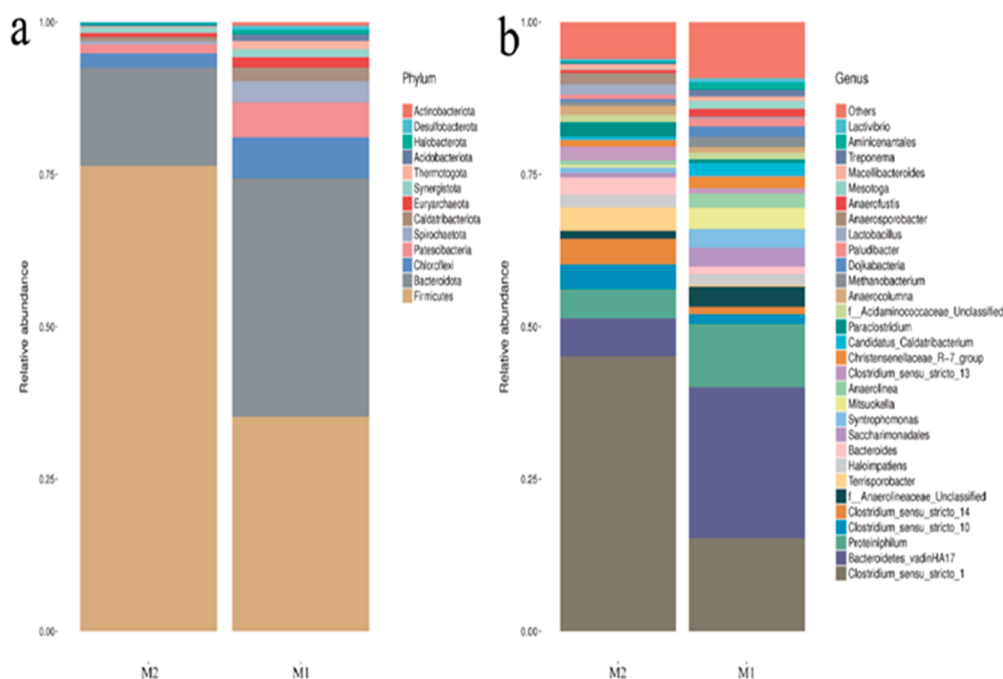 a
1.00
0.75
0.50
0.25
0.00
Relative abundance
M2
M1
Phylum
Actinobacteriota
Desulfobacterota
Halobacterota
Acidobacteriota
Thermotogota
Synergistota
Euryarchaeota
Caldatribacteriota
Spirochaetota
Patesobacteria
Chloroflexi
Bacteroidota
Firmicutes
b
1.00
0.75
0.50
0.25
0.00
Relative abundance
M2
M1
Genus
Others
Lactivibrio
Aminicenantales
Treponema
Macellibacteroides
Mesotoga
Anaerofustis
Anaerosporobacter
Lactobacillus
Paludibacter
Dojkabacteria
Methanobacterium
Anaerocolumna
f__Acidaminococcaceae_Unclassified
Paraclostridium
Candidatus_Caldatribacterium
Christensenellaceae_R-7_group
Clostridium_sensu_stricto_13
Anaerolinea
Mitsuokella
Syntrophomonas
Saccharimonadales
Bacteroides
Haloimpatiens
Terrisporobacter
f__Anaerolineaceae_Unclassified
Clostridium_sensu_stricto_14
Clostridium_sensu_stricto_10
Proteiniphilum
Bacteroidetes_vadinHA17
Clostridium_sensu_stricto_1